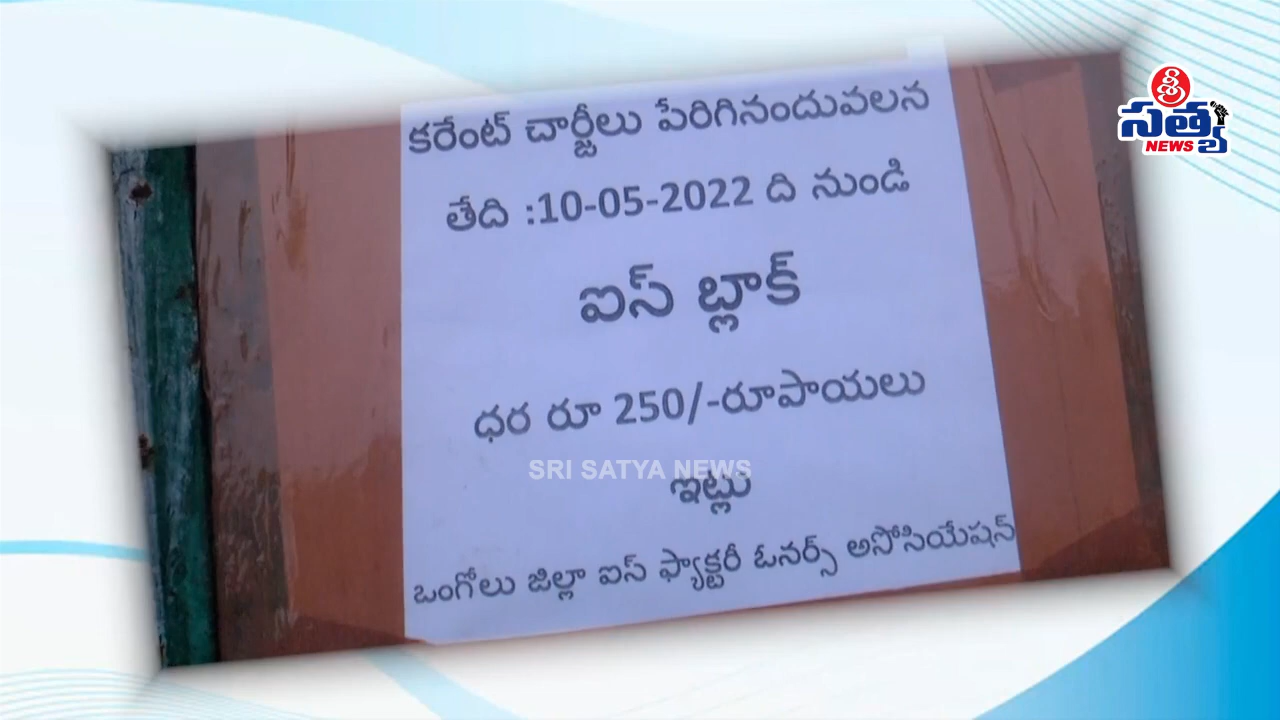 కరేంట్ చార్జీలు పేరిగినందువలన
తేది :10-05-2022 ది నుండి
ఐస్ బ్లాక్
ధర రూ 250/-రూపాయలు
ఇట్లు
ఒంగోలు జిల్లా ఐస్ ఫ్యాక్టరీ ఓనర్స్ అసోసియేషన్
SRI SATYA NEWS
శ్రీ
సత్య
NEWS